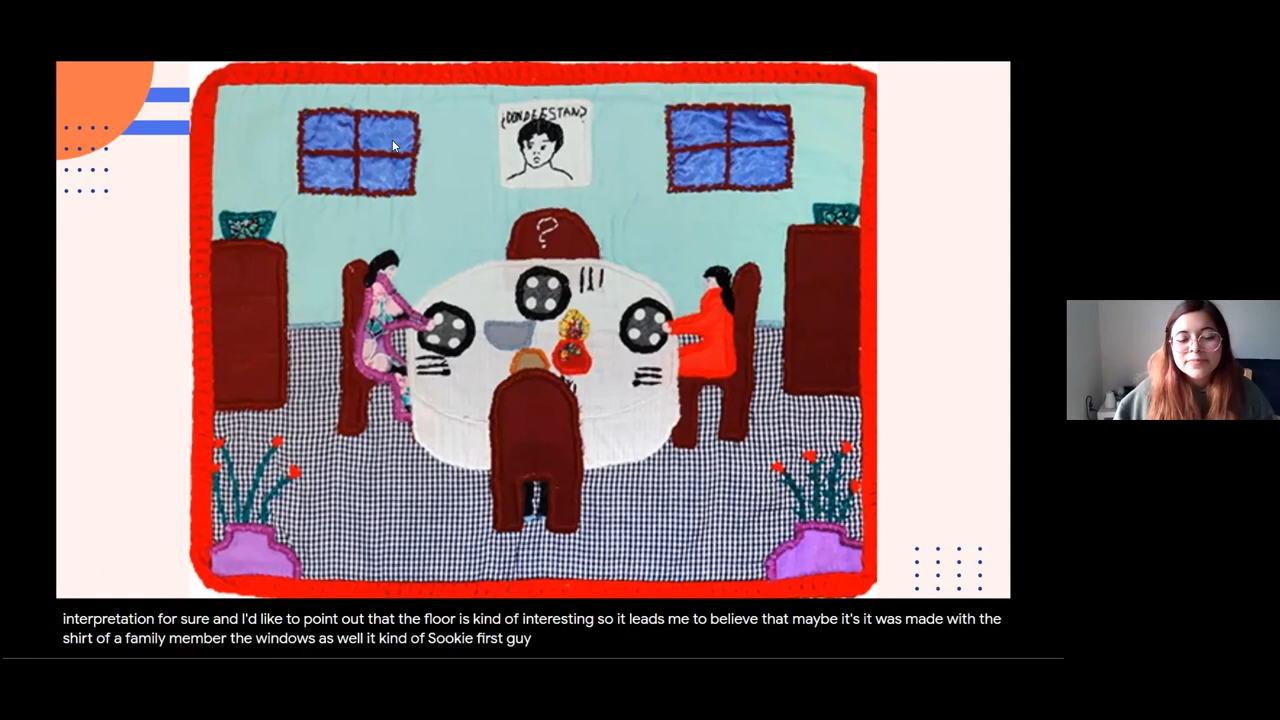 ¿DONDEESTAN?
?
interpretation for sure and I'd like to point out that the floor is kind of interesting so it leads me to believe that maybe it's it was made with the
shirt of a family member the windows as well it kind of Sookie first guy